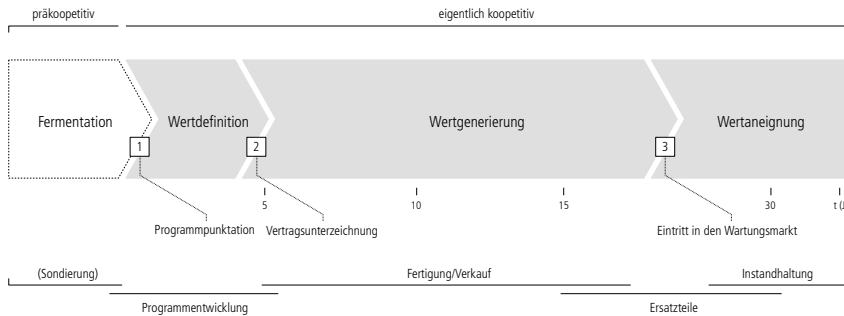 präkoopetitiv eigentlich koopetitiv
Fermentation Wertdefinition Wertgenerierung Wertaneignung
1 2 3
5 10 15 30 t (J
Programmpunktation Vertragsunterzeichnung Eintritt in den Wartungsmarkt
(Sondierung) Fertigung/Verkauf Instandhaltung
Programmentwicklung Ersatzteile